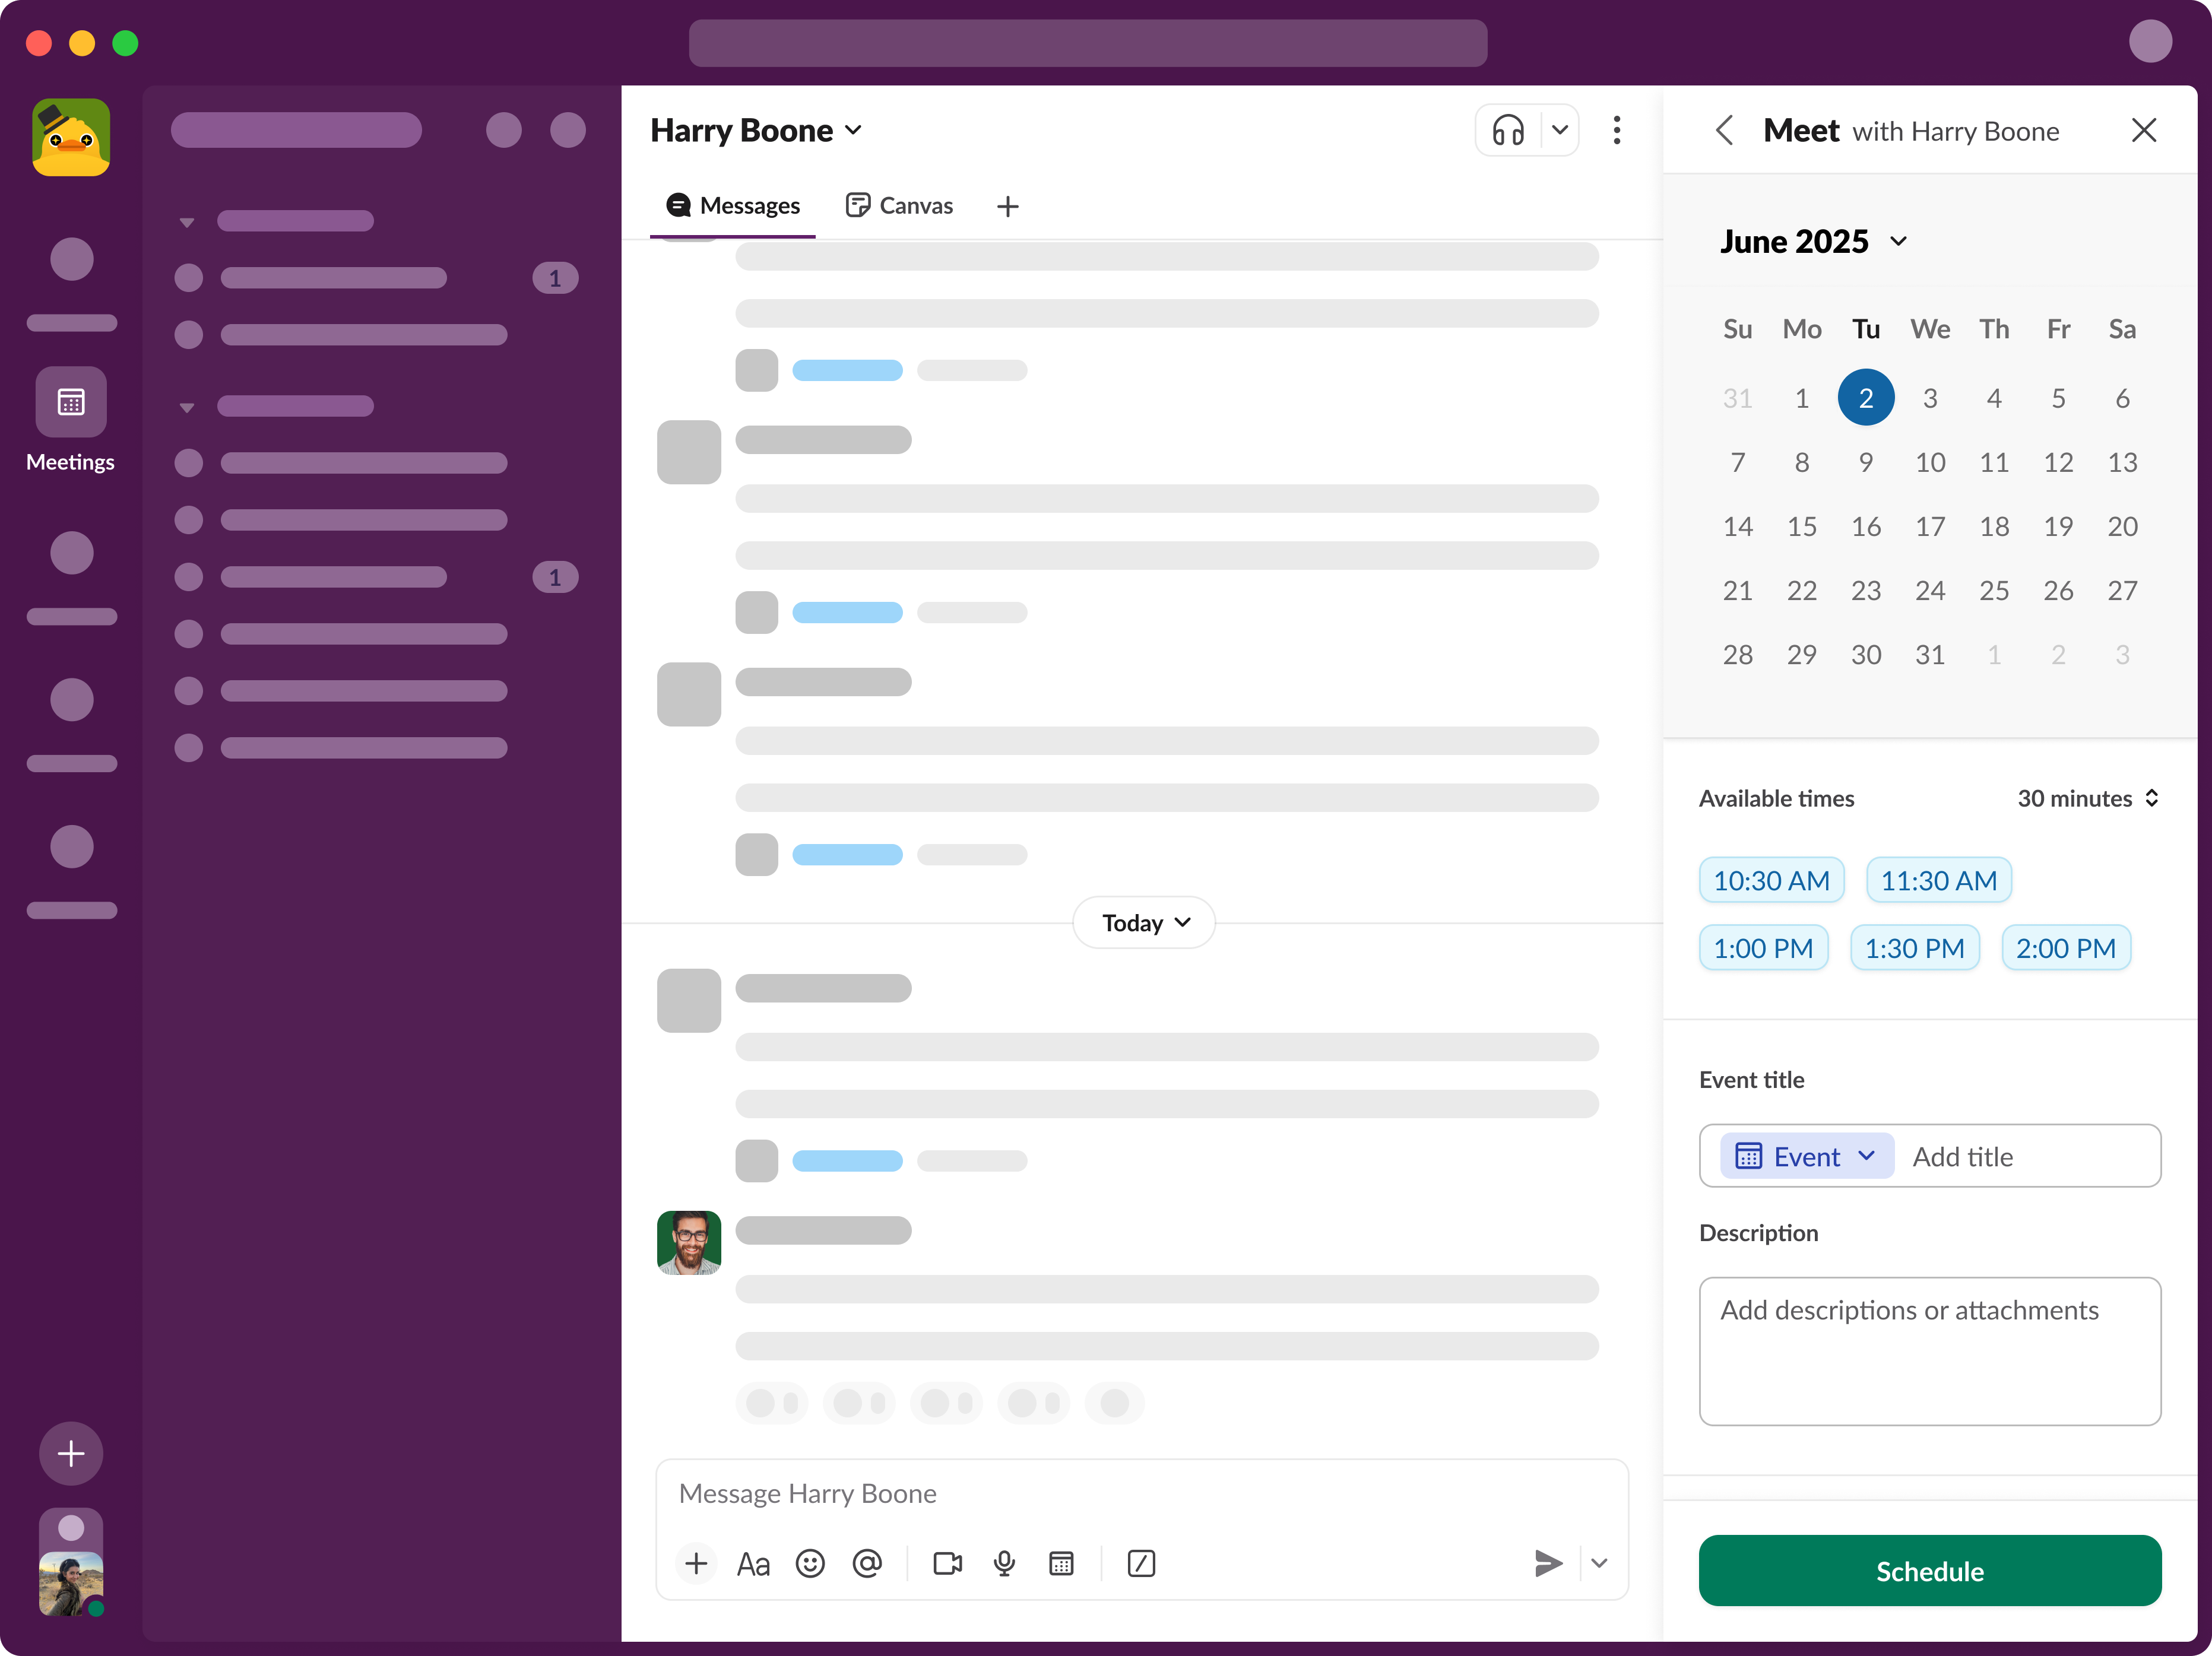 Meetings
1
1
Harry Boone
Messages
Canvas
Today
Message Harry Boone
Aa
Meet with Harry Boone
June 2025
Su Mo Tu We Th Fr Sa
31 1 2 3 4 5 6
7 8 9 10 11 12 13
14 15 16 17 18 19 20
21 22 23 24 25 26 27
28 29 30 31 1 2 3
Available times 30 minutes
10:30 AM 11:30 AM
1:00 PM 1:30 PM 2:00 PM
Event title
Event Add title
Description
Add descriptions or attachments
Schedule